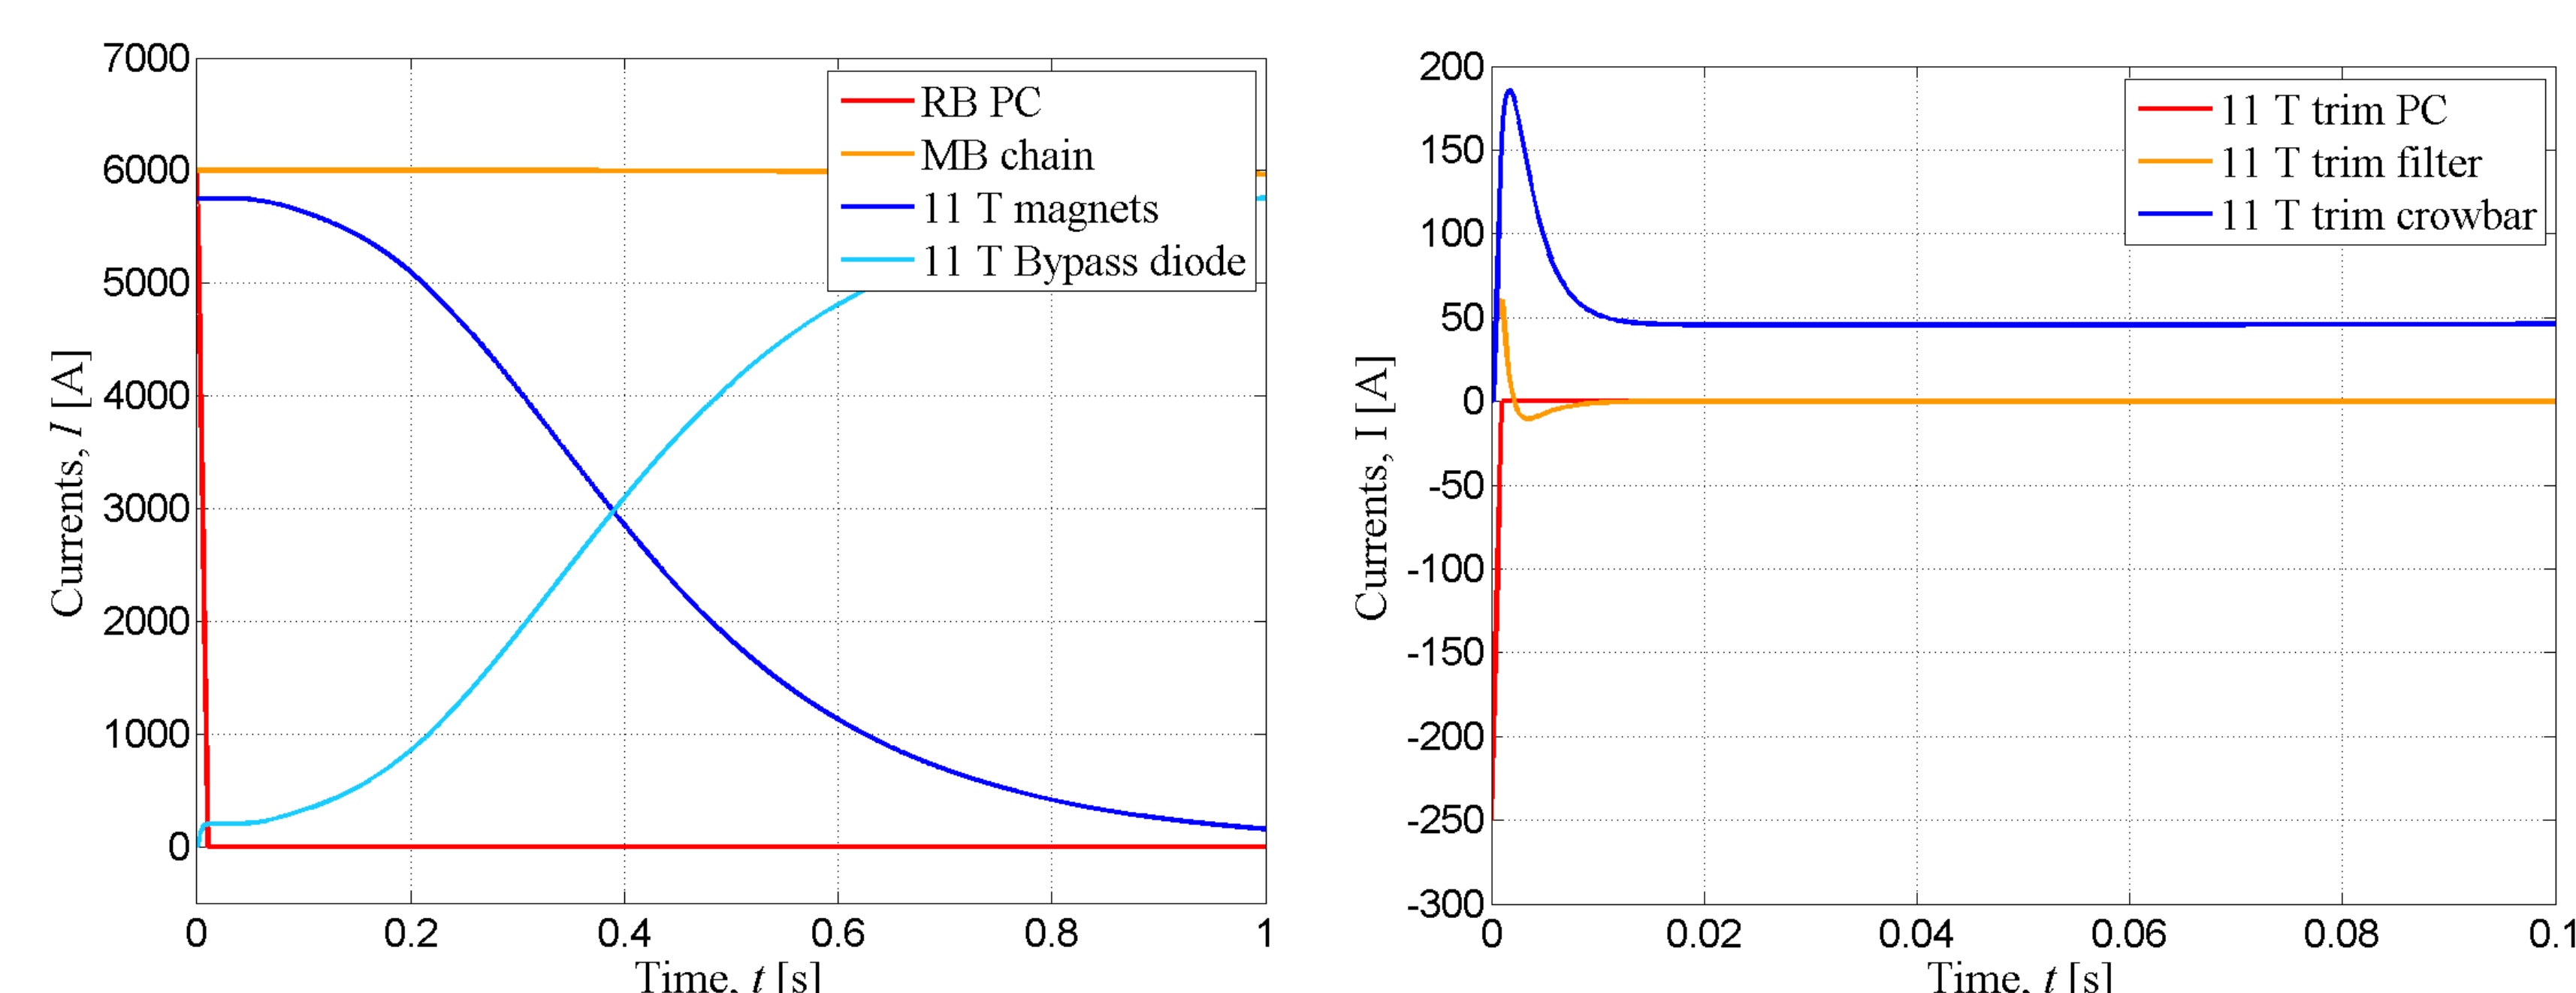 7000
6000
5000
4000
3000
2000
1000
0
Currents, I [A]
0 0.2 0.4 0.6 0.8 1
Time, t [s]
RB PC
MB chain
11 T magnets
11 T Bypass diode
200
150
100
50
0
-50
-100
-150
-200
-250
-300
Currents, I [A]
0 0.02 0.04 0.06 0.08 0.1
Time, t [s]
11 T trim PC
11 T trim filter
11 T trim crowbar